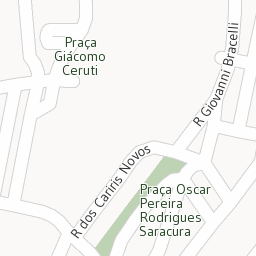 Praça
Giácomo
Ceruti
R Giovanni Bracelli
R dos Cariris Novos
Praça Oscar
Pereira
Rodrigues
Saracura